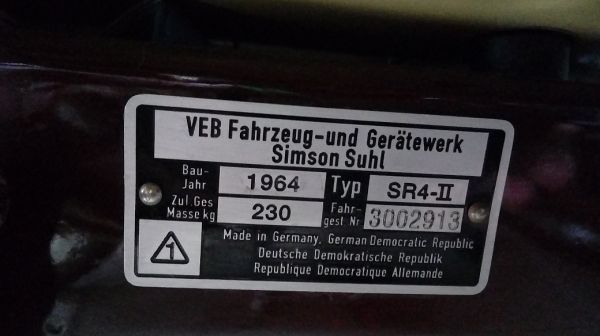 VEB Fahrzeug-und Gerätewerk
Simson Suhl
Bau-
Jahr 1964 Typ SR4-II
Zul Ges
Masse kg 230 Fahr-
gest Nr 3002913
1
Made in Germany. German Democratic Republic
Deutsche Demokratische Republik
Republique Democratique Allemande